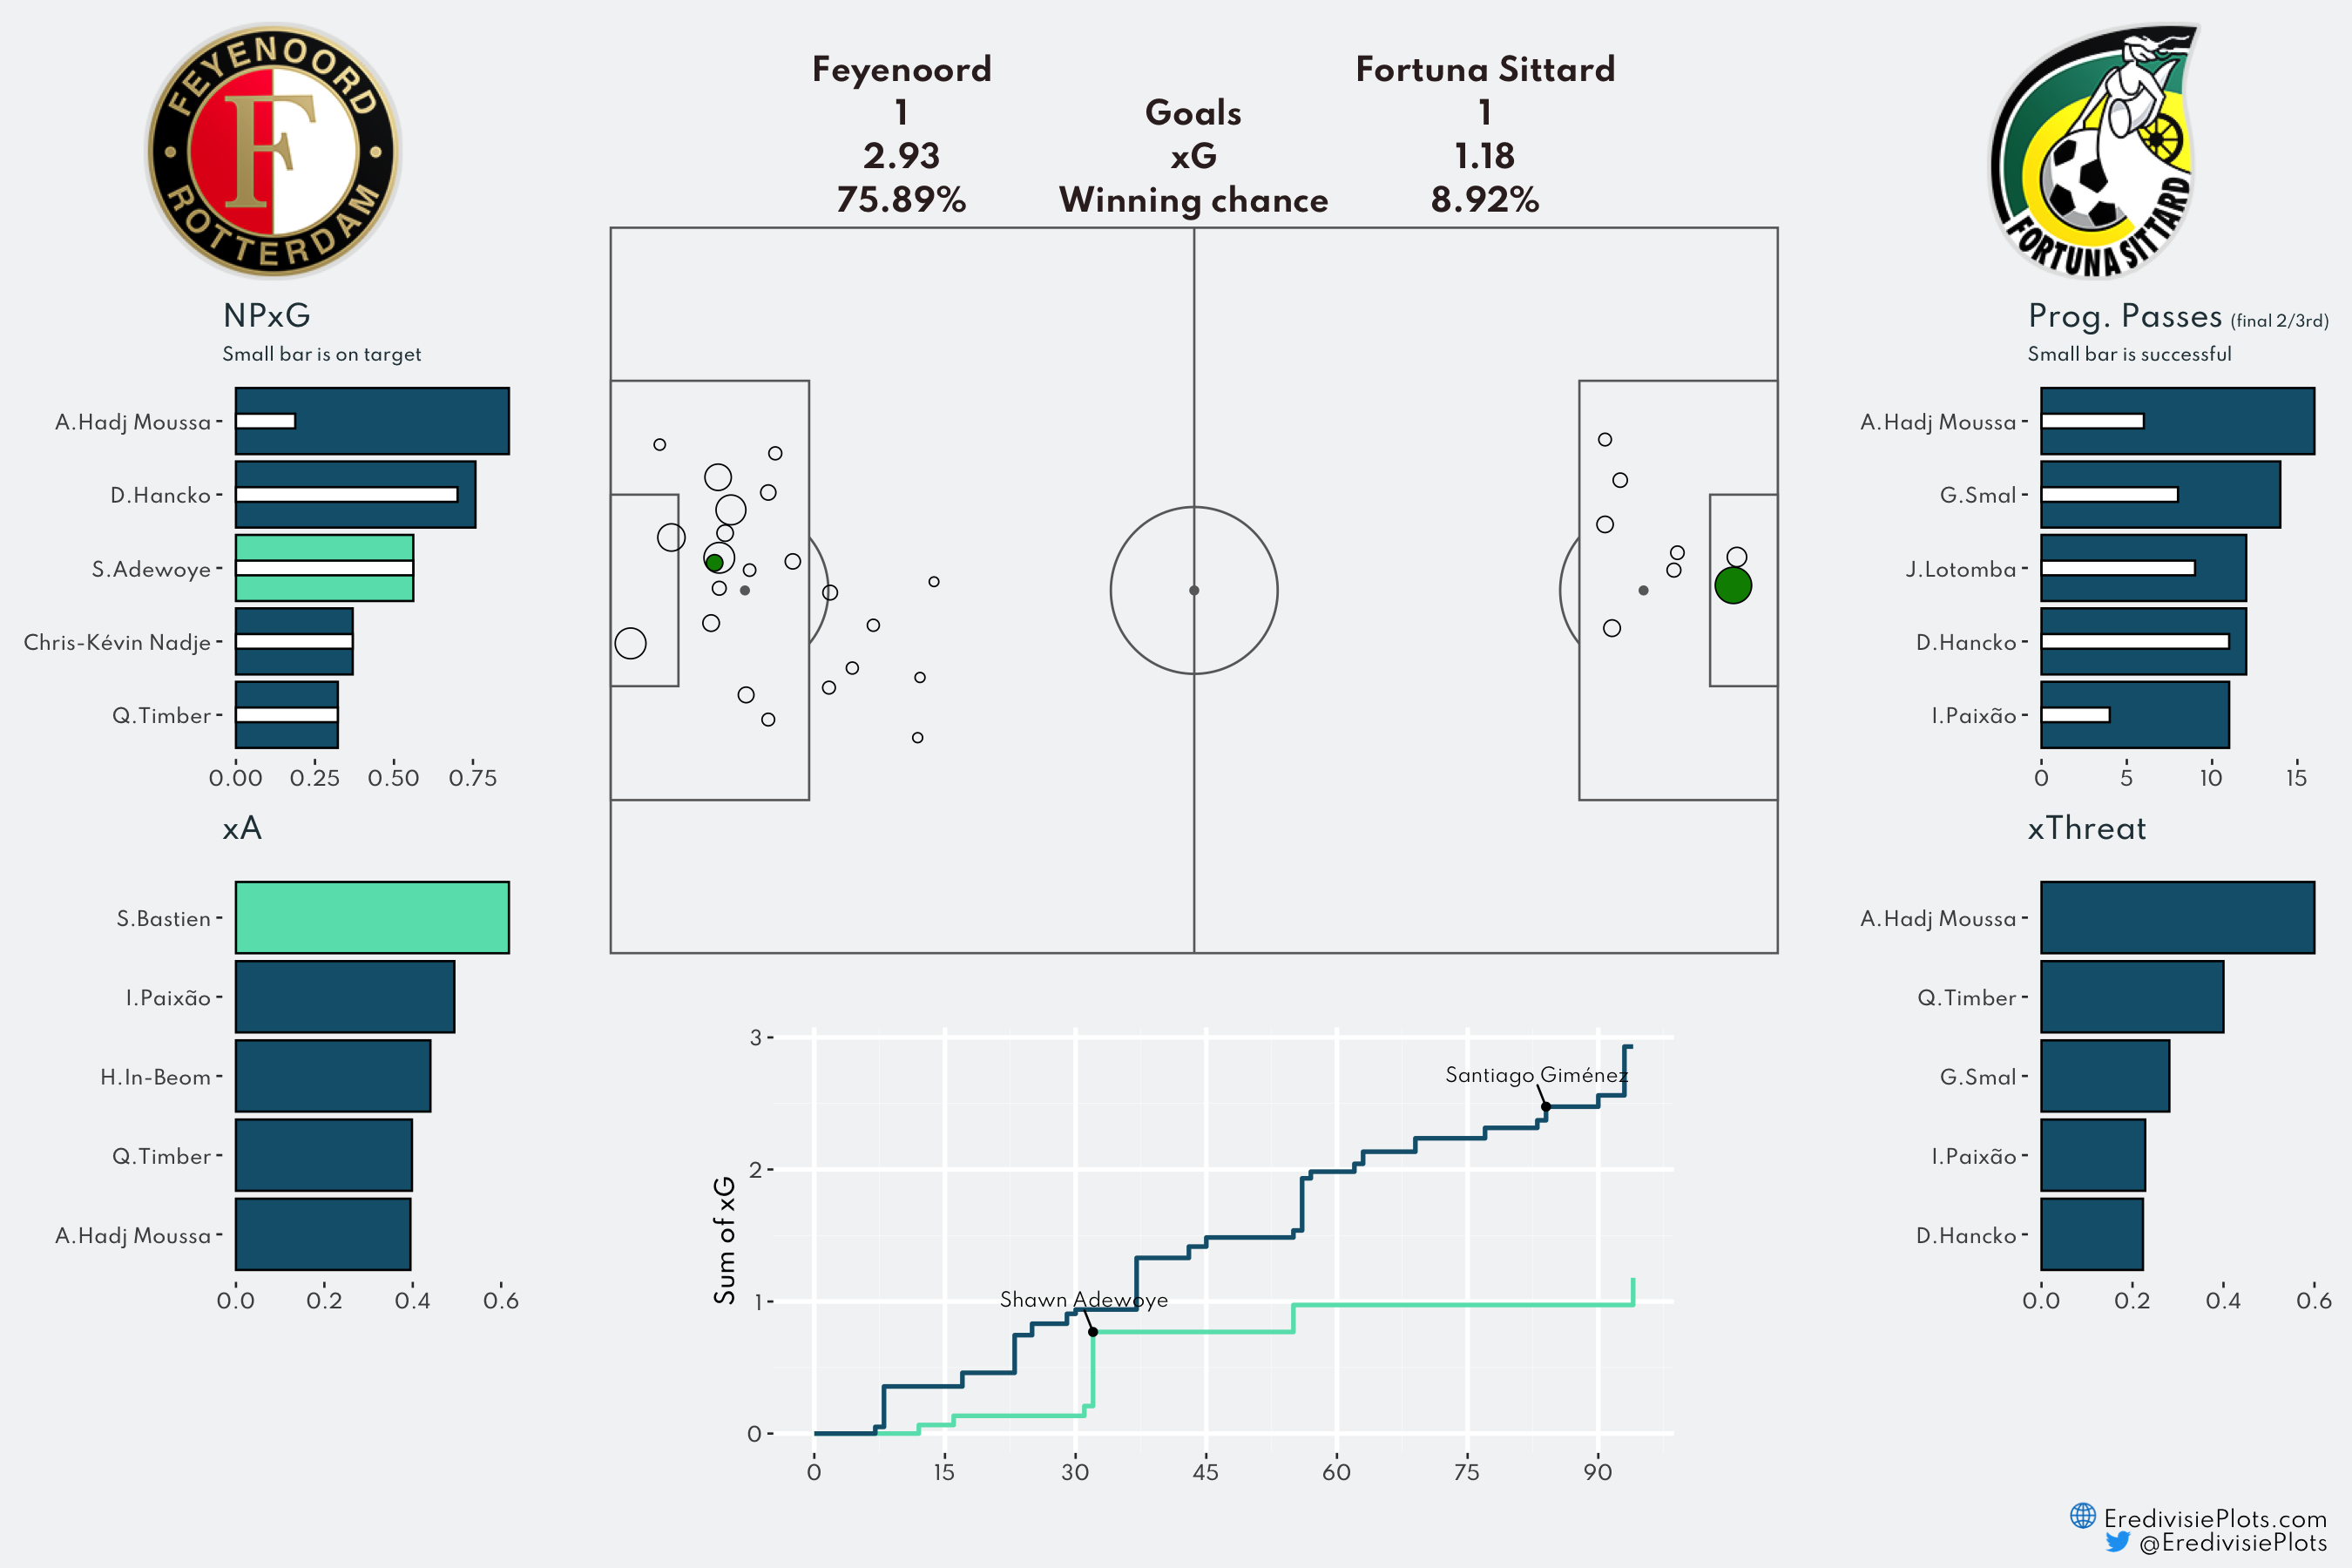 FEYENOORD
ROTTERDAM
F
Feyenoord Fortuna Sittard
1 Goals 1
2.93 xG 1.18
75.89% Winning chance 8.92%
FORTUNA SITTARD
NPxG
Small bar is on target
A.Hadj Moussa
D.Hancko
S.Adewoye
Chris-Kévin Nadje
Q.Timber
0.00 0.25 0.50 0.75
xA
S.Bastien
I.Paixão
H.In-Beom
Q.Timber
A.Hadj Moussa
0.0 0.2 0.4 0.6
Sum of xG
3
2
1
0
Santiago Giménez
Shawn Adewoye
0 15 30 45 60 75 90
Prog. Passes (final 2/3rd)
Small bar is successful
A.Hadj Moussa
G.Smal
J.Lotomba
D.Hancko
I.Paixão
0 5 10 15
xThreat
A.Hadj Moussa
Q.Timber
G.Smal
I.Paixão
D.Hancko
0.0 0.2 0.4 0.6
EredivisiePlots.com
@EredivisiePlots